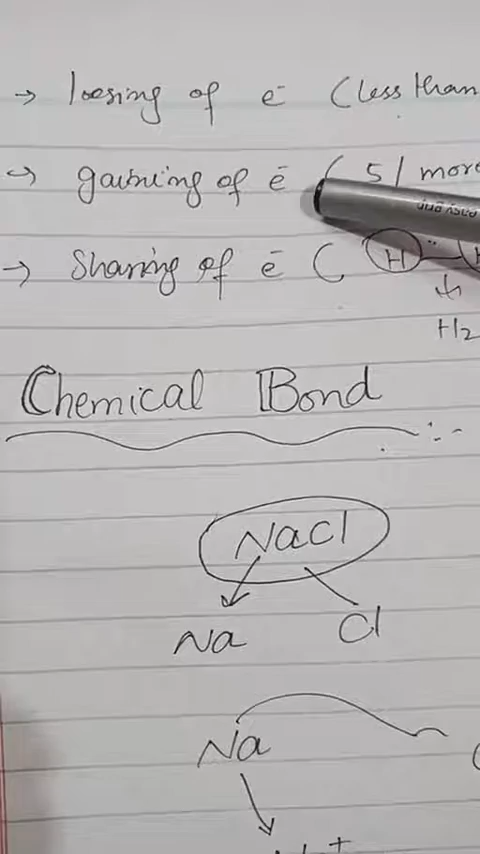 → loosing of e⁻ (less than
→ gaining of e⁻ ( 5/ more
→ Sharing of e⁻ ( H H
H₂
Chemical Bond
NaCl
Na Cl
Na